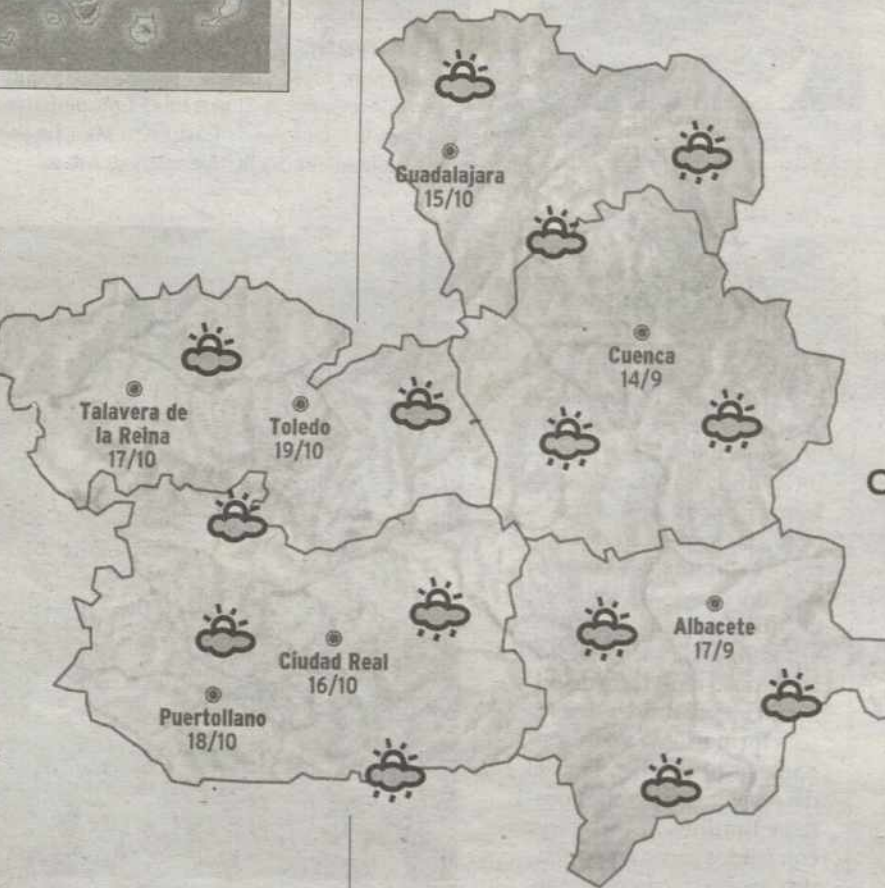 Guadalajara
15/10
Cuenca
14/9
Talavera de
la Reina
17/10
Toledo
19/10
Albacete
17/9
Ciudad Real
16/10
Puertollano
18/10